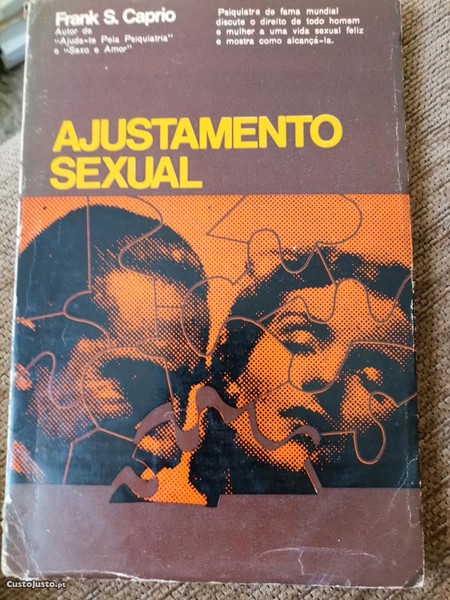 Frank S. Caprio
Autor de
"Ajuda-te Pela Psiquiatria"
e "Sexo e Amor"
Psiquiatra de fama mundial
discute o direito de todo homem
e mulher a uma vida sexual feliz
e mostra como alcançá-la.
AJUSTAMENTO
SEXUAL
CustoJusto.pt